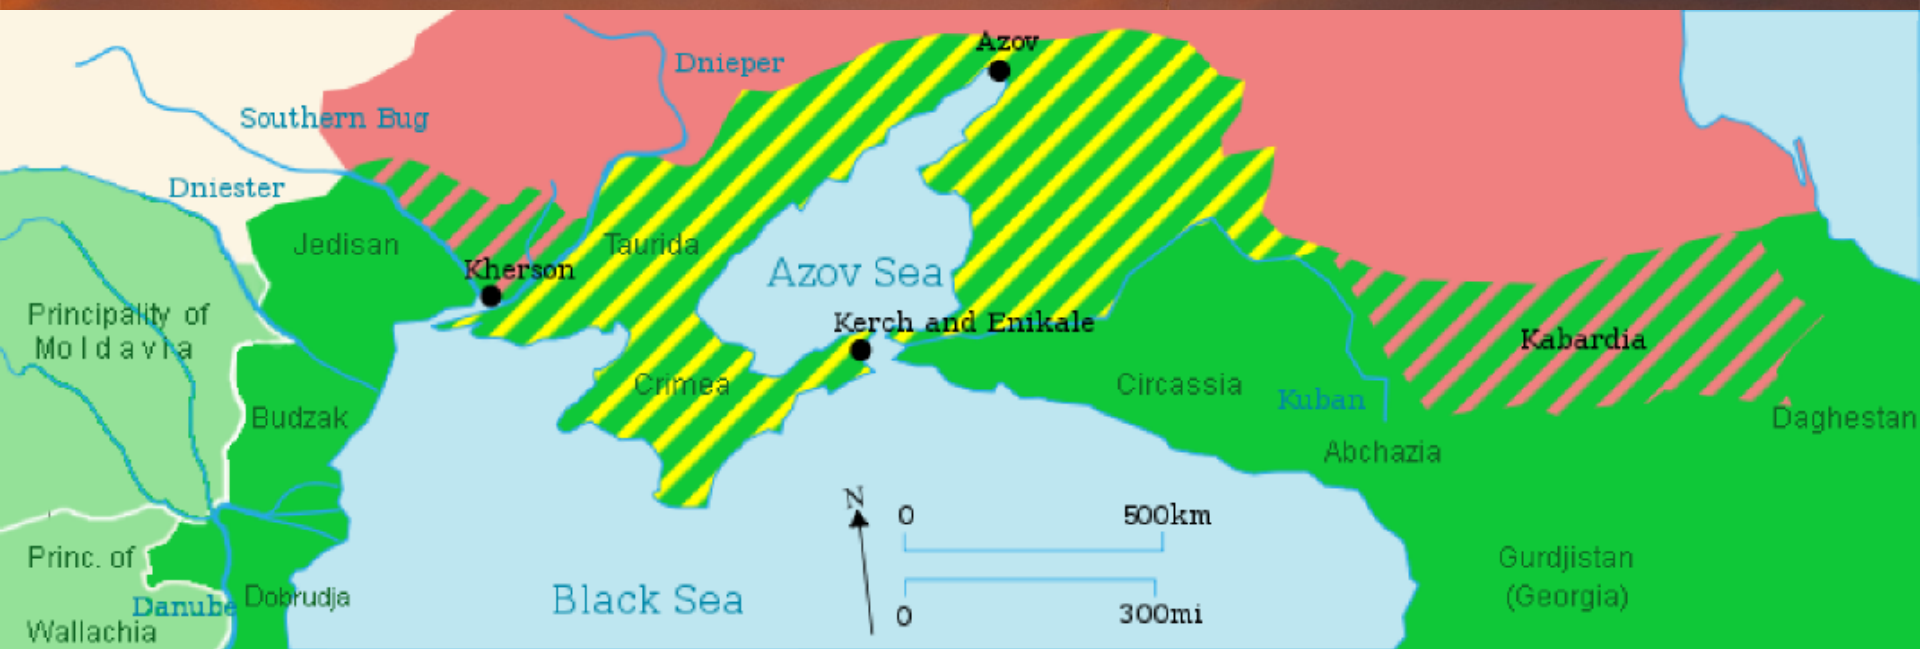 Azov
Dnieper
Southern Bug
Dniester
Jedisan
Taurida
Kherson
Azov Sea
Principality of
Moldavia
Kerch and Enikale
Kabardia
Crimea
Circassia
Kuban
Budzak
Daghestan
Abchazia
N
0
500km
Princ. of
Gurdjistan
(Georgia)
Danube
Dobrudja
Black Sea
0
300mi
Wallachia